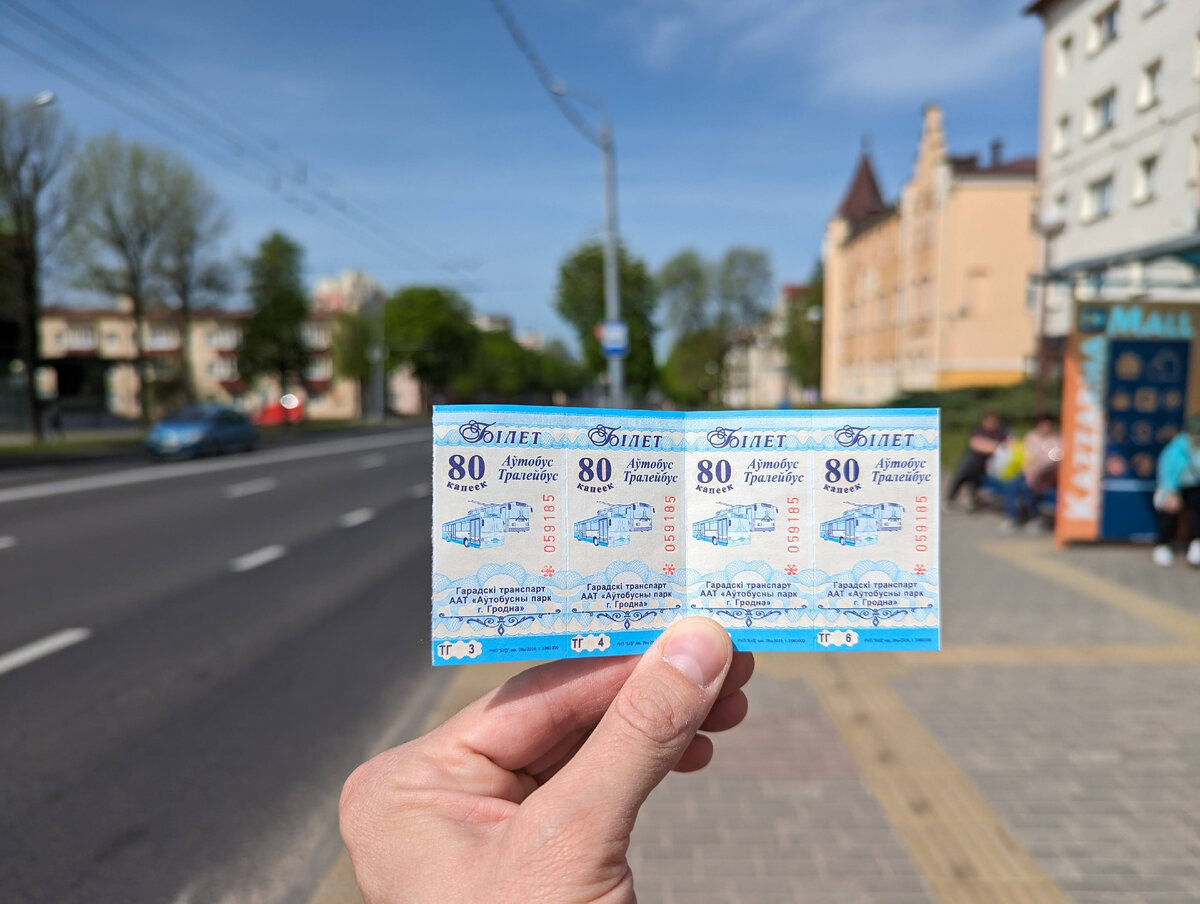 Білет
80
капеек
Аўтобус
Тралейбус
059185
Гарадскі транспарт
ААТ «Аўтобусны парк
г. Гродна»
ТГ 3
Білет
80
капеек
Аўтобус
Тралейбус
059185
Гарадскі транспарт
ААТ «Аўтобусны парк
г. Гродна»
ТГ 4
Білет
80
капеек
Аўтобус
Тралейбус
059185
Гарадскі транспарт
ААТ «Аўтобусны парк
г. Гродна»
Білет
80
капеек
Аўтобус
Тралейбус
059185
Гарадскі транспарт
ААТ «Аўтобусны парк
г. Гродна»
ТГ 6
MALL
KAZZARMA